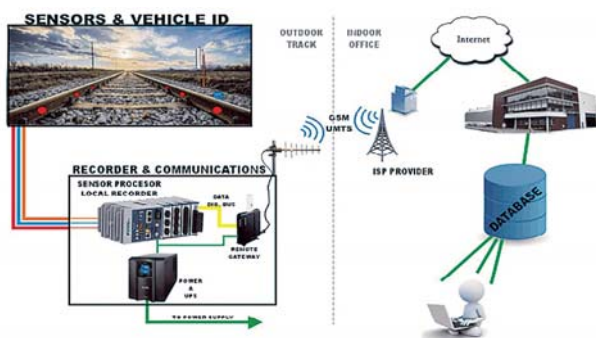 SENSORS & VEHICLE ID
OUTDOOR
TRACK
INDOOR
OFFICE
Internet
GSM
UMTS
ISP PROVIDER
RECORDER & COMMUNICATIONS
SENSOR PROCESOR
LOCAL RECORDER
DATA
DIG. BUS
REMOTE
GATEWAY
POWER
&
UPS
TO POWER SUPPLY
DATABASE